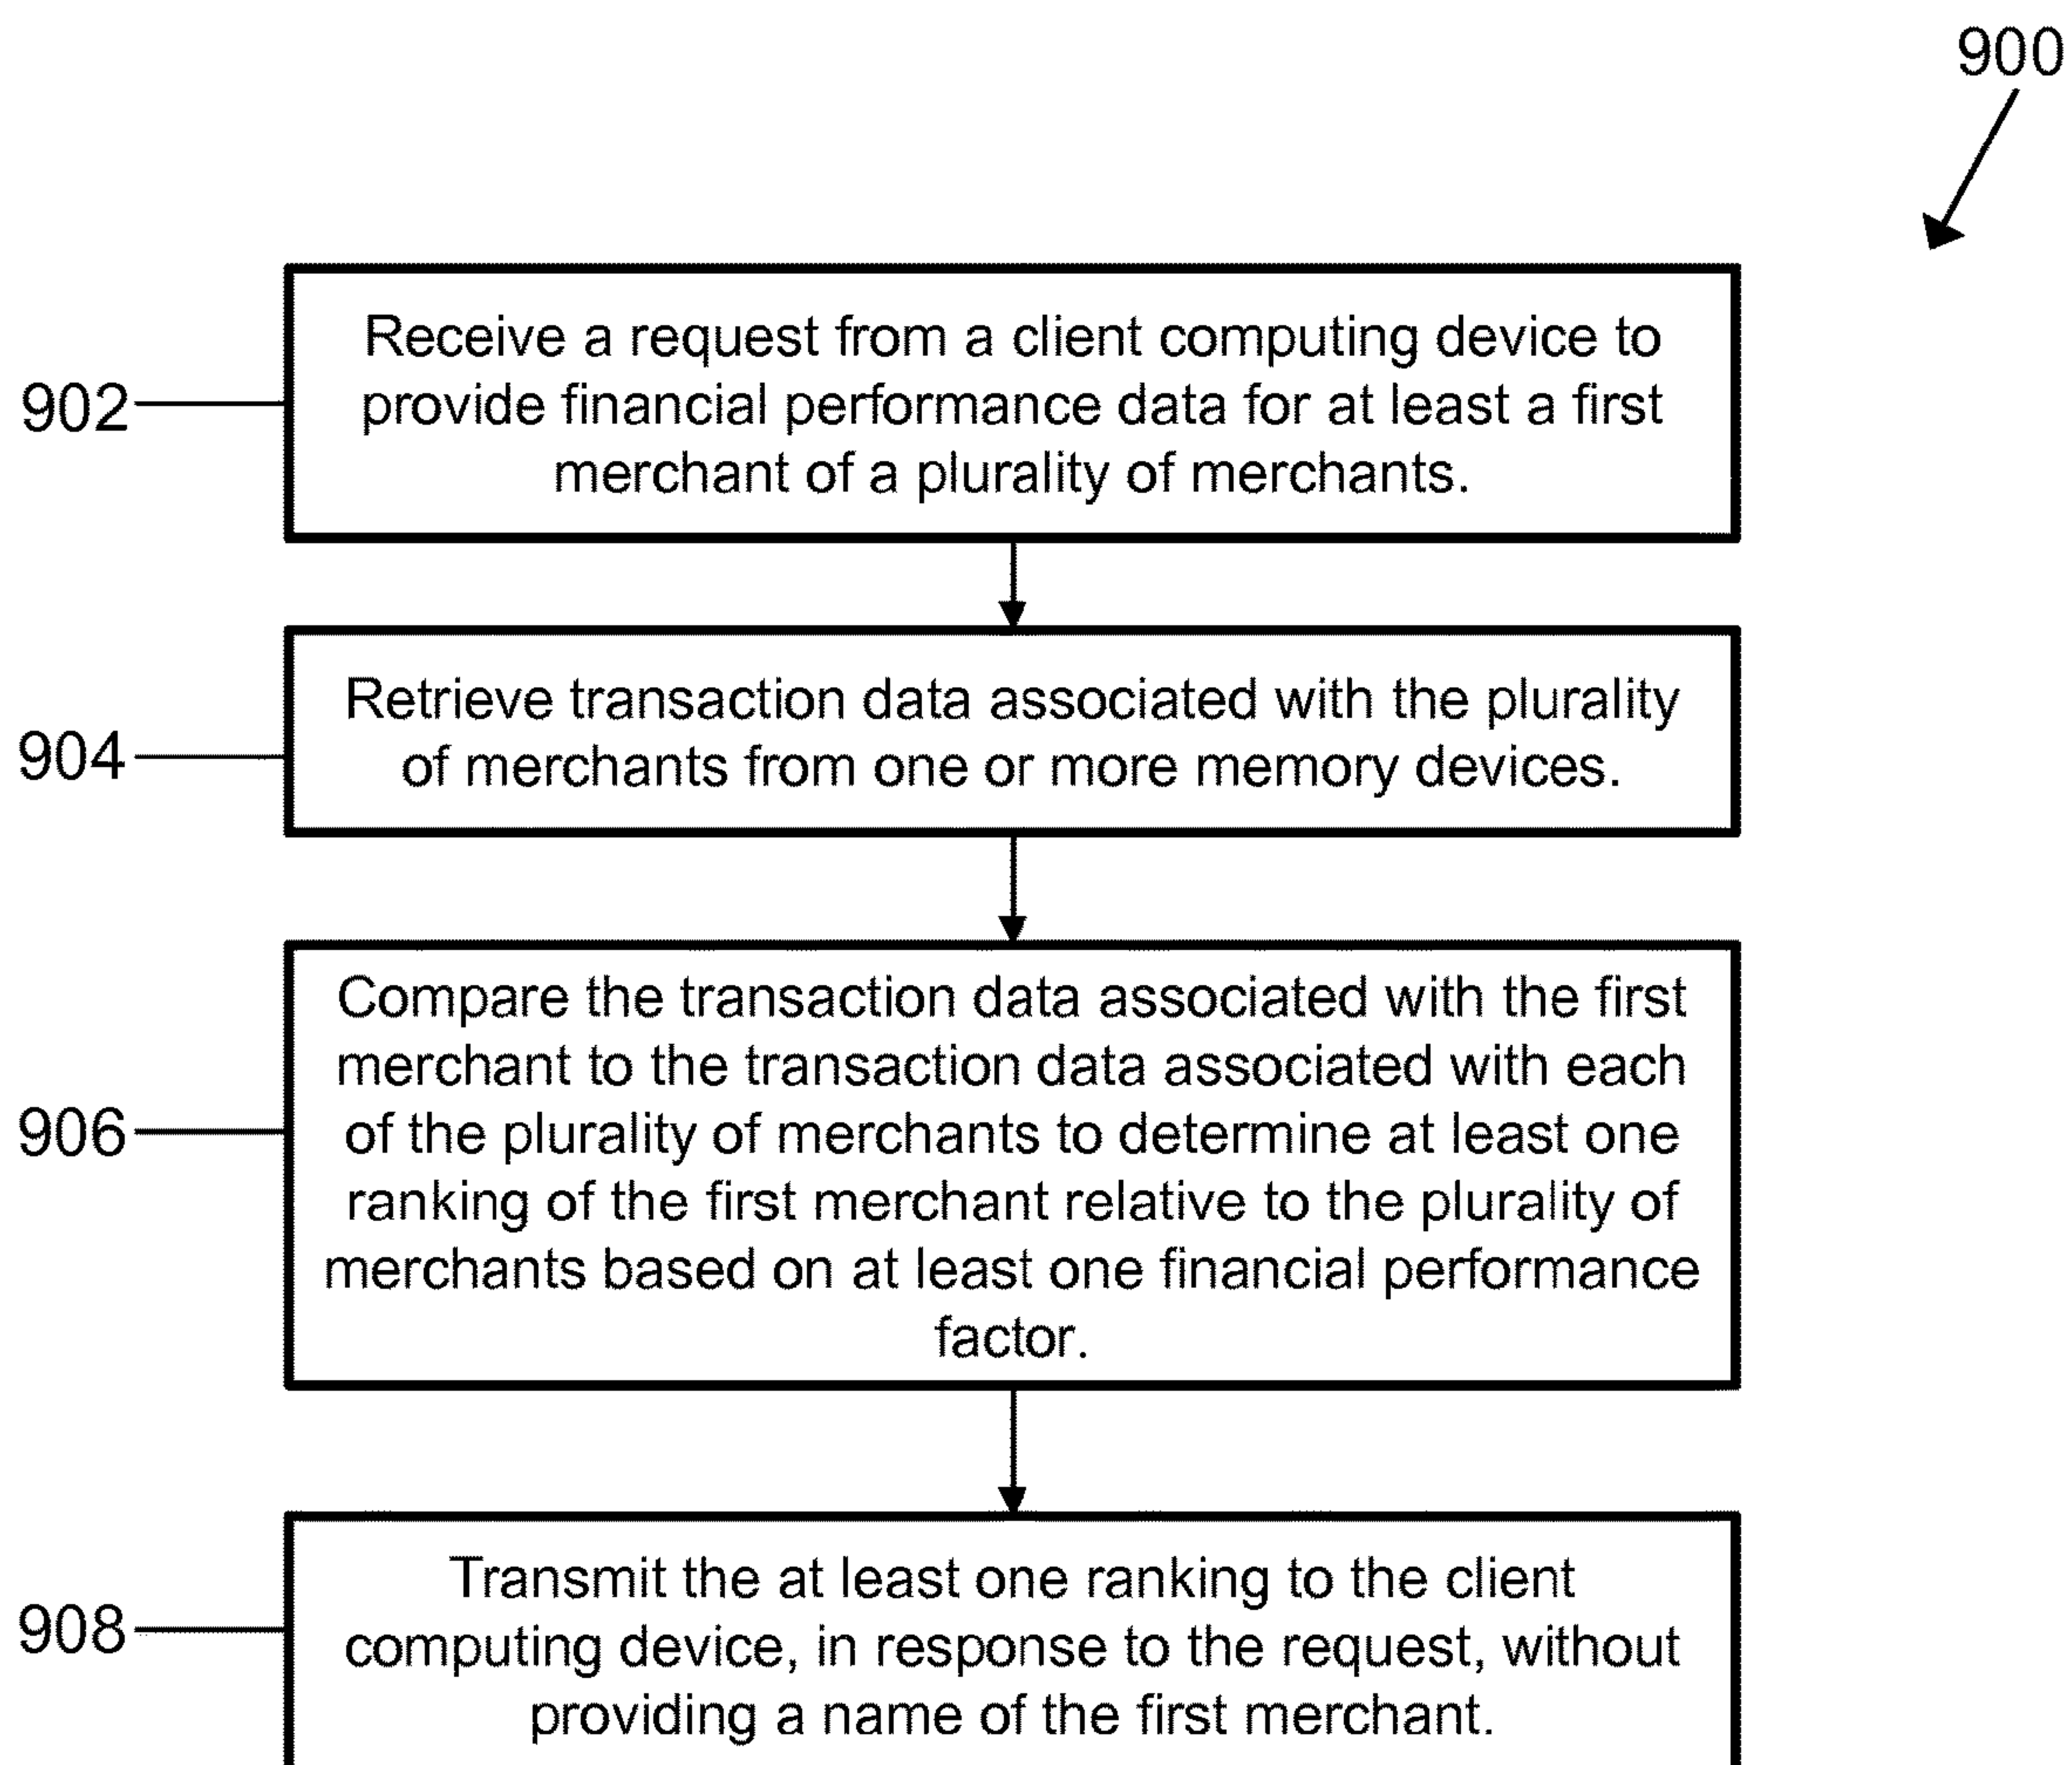 900
902
Receive a request from a client computing device to
provide financial performance data for at least a first
merchant of a plurality of merchants.
904
Retrieve transaction data associated with the plurality
of merchants from one or more memory devices.
906
Compare the transaction data associated with the first
merchant to the transaction data associated with each
of the plurality of merchants to determine at least one
ranking of the first merchant relative to the plurality of
merchants based on at least one financial performance
factor.
908
Transmit the at least one ranking to the client
computing device, in response to the request, without
providing a name of the first merchant.